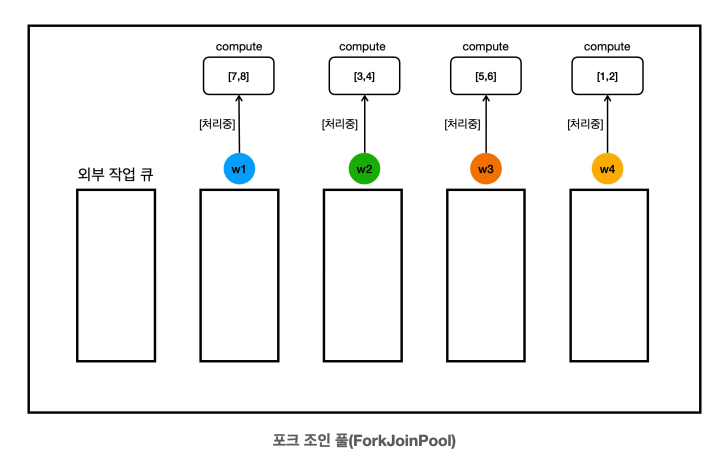 compute compute compute compute
[7,8] [3,4] [5,6] [1,2]
[처리중] [처리중] [처리중] [처리중]
외부 작업 큐 w1 w2 w3 w4
포크 조인 풀(ForkJoinPool)